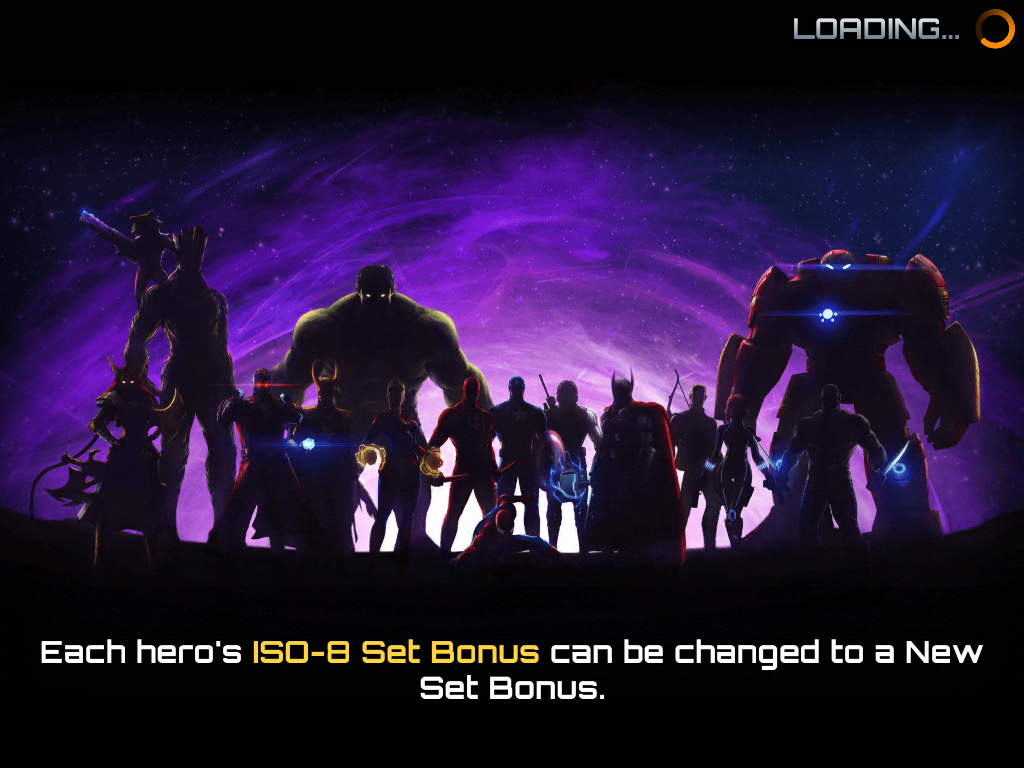 LOADING...
Each hero's ISO-8 Set Bonus can be changed to a New
Set Bonus.